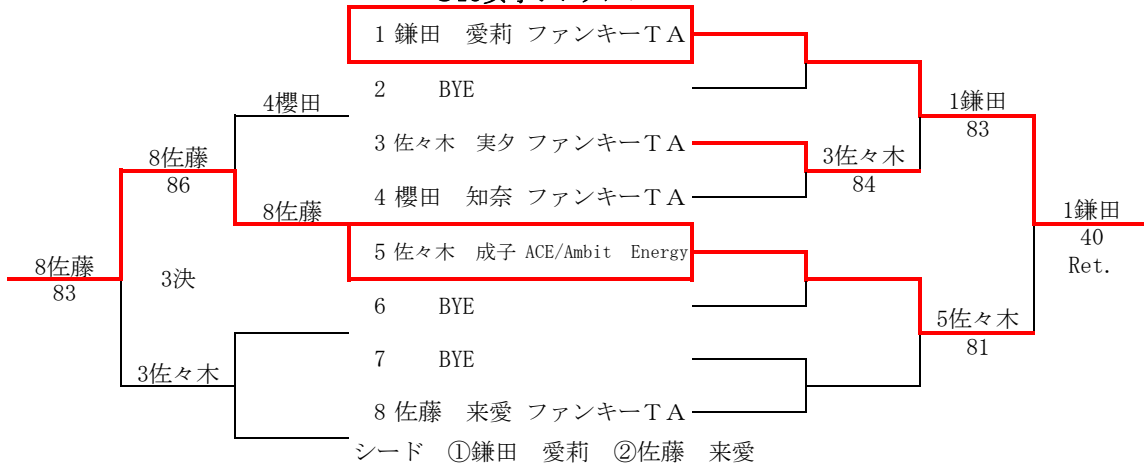 1 鎌田　愛莉 ファンキーTA
2 BYE
3 佐々木　実夕 ファンキーTA
4 櫻田　知奈 ファンキーTA
5 佐々木　成子 ACE/Ambit Energy
6 BYE
7 BYE
8 佐藤　来愛 ファンキーTA
シード　①鎌田　愛莉　②佐藤　来愛
4櫻田
8佐藤
86
8佐藤
8佐藤
83
3決
3佐々木
1鎌田
83
3佐々木
84
1鎌田
40
Ret.
5佐々木
81